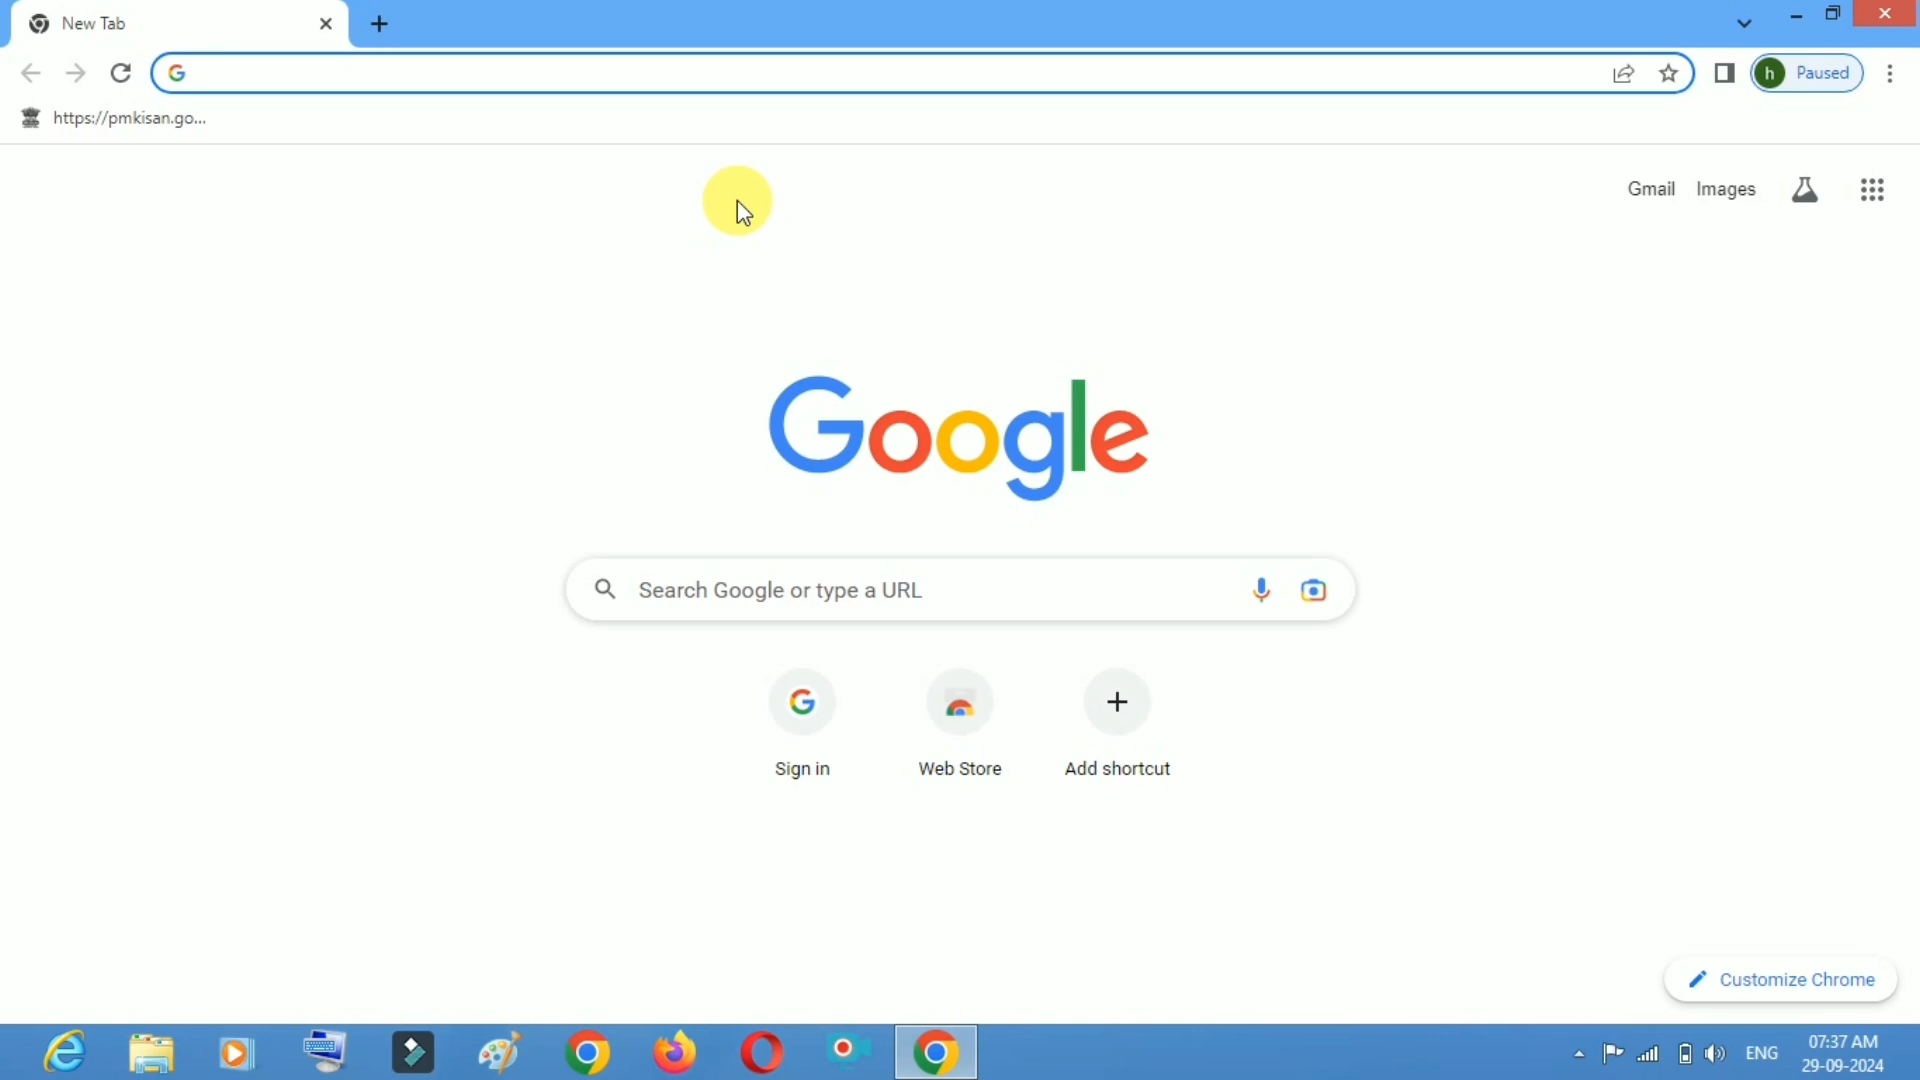 New Tab
Paused
https://pmkisan.go...
Gmail Images
Google
Search Google or type a URL
Sign in Web Store Add shortcut
Customize Chrome
ENG 07:37 AM
29-09-2024